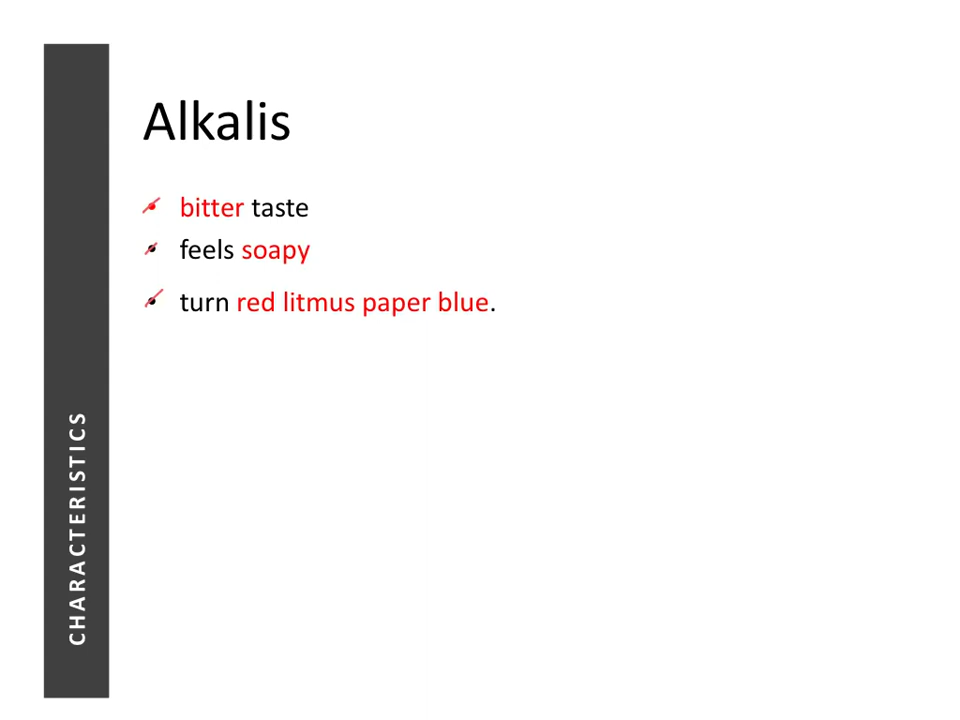 Alkalis
bitter taste
feels soapy
turn red litmus paper blue.
CHARACTERISTICS